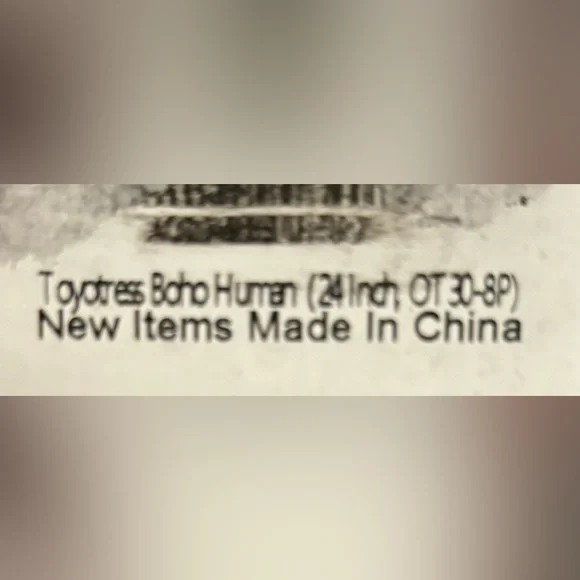 Toyotress Boho Human (24 Inch, OT30-8P)
New Items Made In China